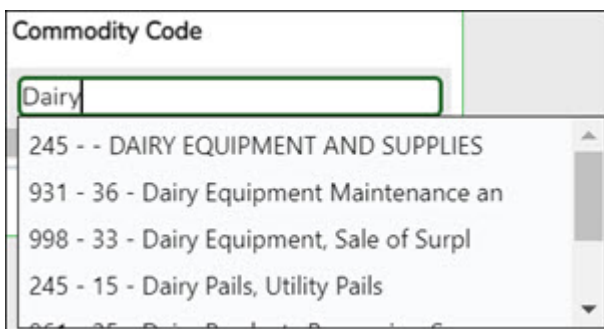 Commodity Code
Dairy
245 - - DAIRY EQUIPMENT AND SUPPLIES
931 - 36 - Dairy Equipment Maintenance an
998 - 33 - Dairy Equipment, Sale of Surpl
245 - 15 - Dairy Pails, Utility Pails